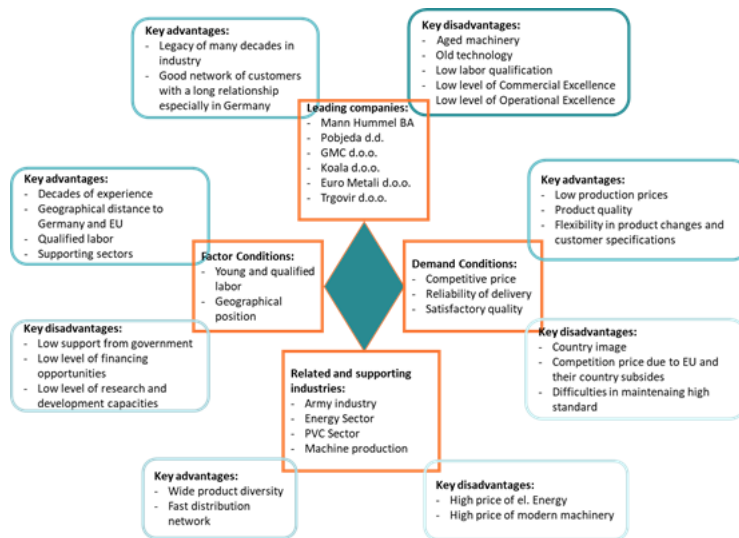 Key advantages:
- Legacy of many decades in
industry
- Good network of customers
with a long relationship
especially in Germany
Key disadvantages:
- Aged machinery
- Old technology
- Low labor qualification
- Low level of Commercial Excellence
- Low level of Operational Excellence
Leading companies:
- Mann Hummel BA
- Pobjeda d.d.
- GMC d.o.o.
- Koala d.o.o.
- Euro Metali d.o.o.
- Trgovir d.o.o.
Key advantages:
- Decades of experience
- Geographical distance to
Germany and EU
- Qualified labor
- Supporting sectors
Key advantages:
- Low production prices
- Product quality
- Flexibility in product changes and
customer specifications
Factor Conditions:
- Young and qualified
labor
- Geographical
position
Demand Conditions:
- Competitive price
- Reliability of delivery
- Satisfactory quality
Key disadvantages:
- Low support from government
- Low level of financing
opportunities
- Low level of research and
development capacities
Key disadvantages:
- Country image
- Competition price due to EU and
their country subsides
- Difficulties in maintenaing high
standard
Related and supporting
industries:
- Army industry
- Energy Sector
- PVC Sector
- Machine production
Key advantages:
- Wide product diversity
- Fast distribution
network
Key disadvantages:
- High price of el. Energy
- High price of modern machinery